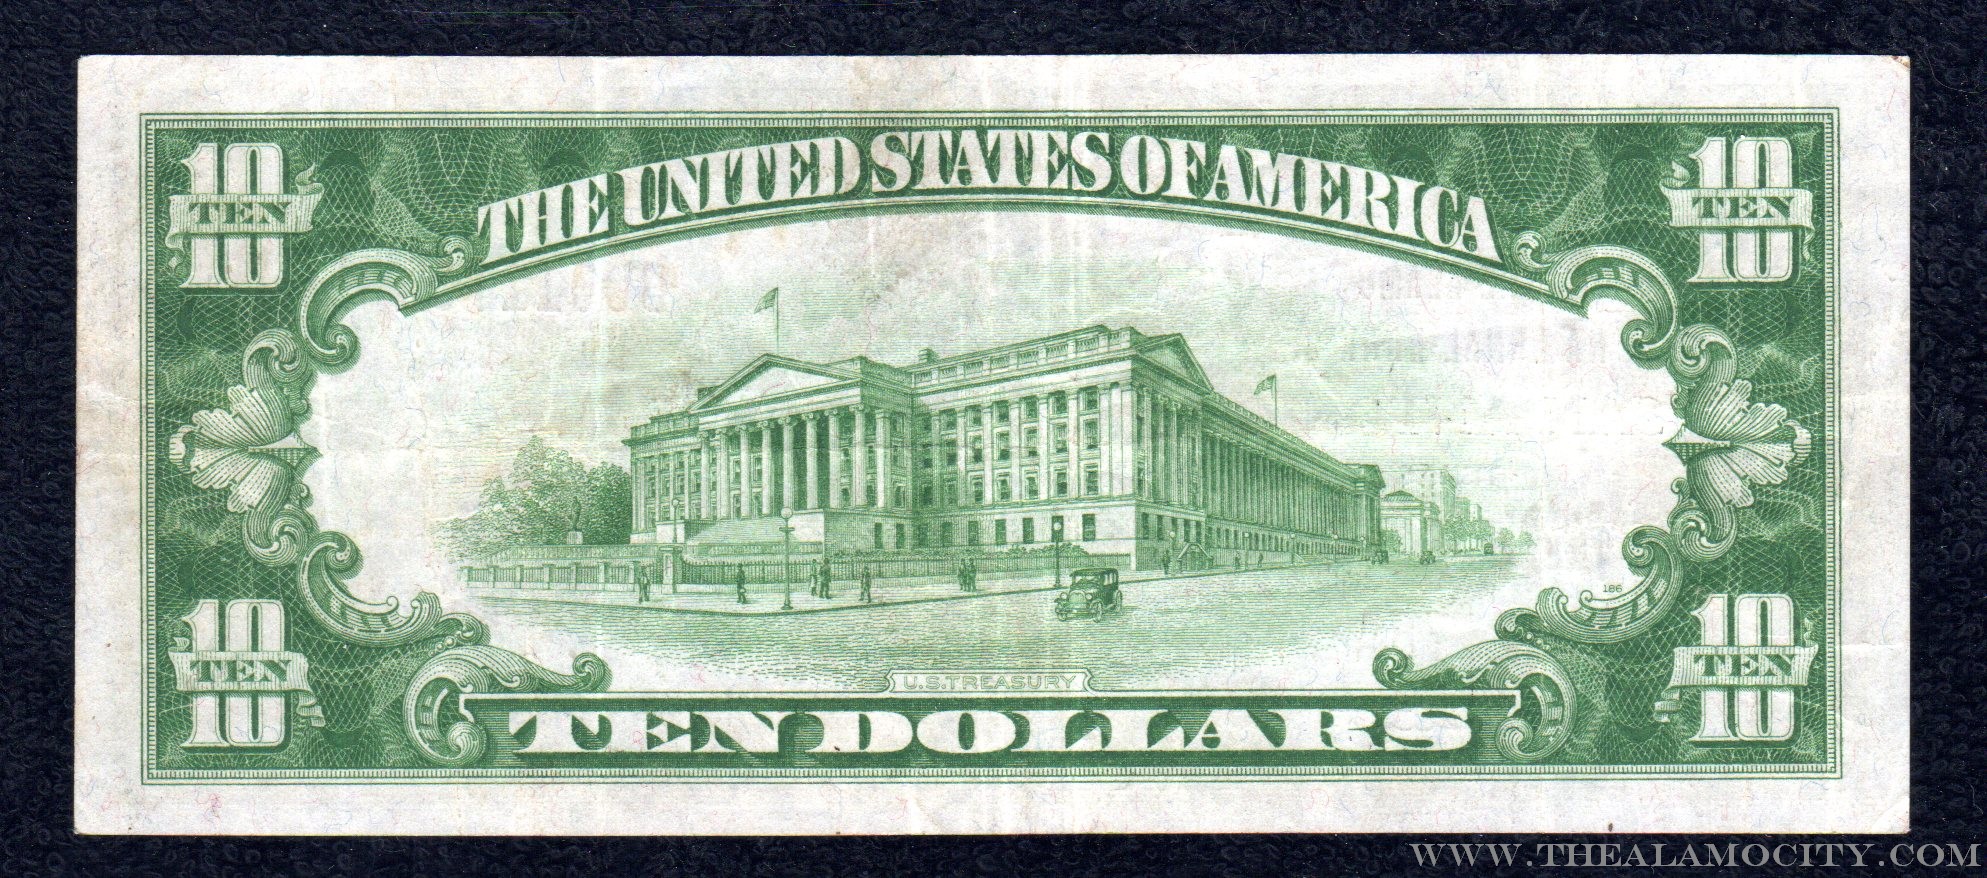 THE UNITED STATES OF AMERICA
10 TEN 10
10 TEN 10
186
10 TEN 10
10 TEN 10
U.S. TREASURY
TEN DOLLARS
WWW.THEALAMOCITY.COM